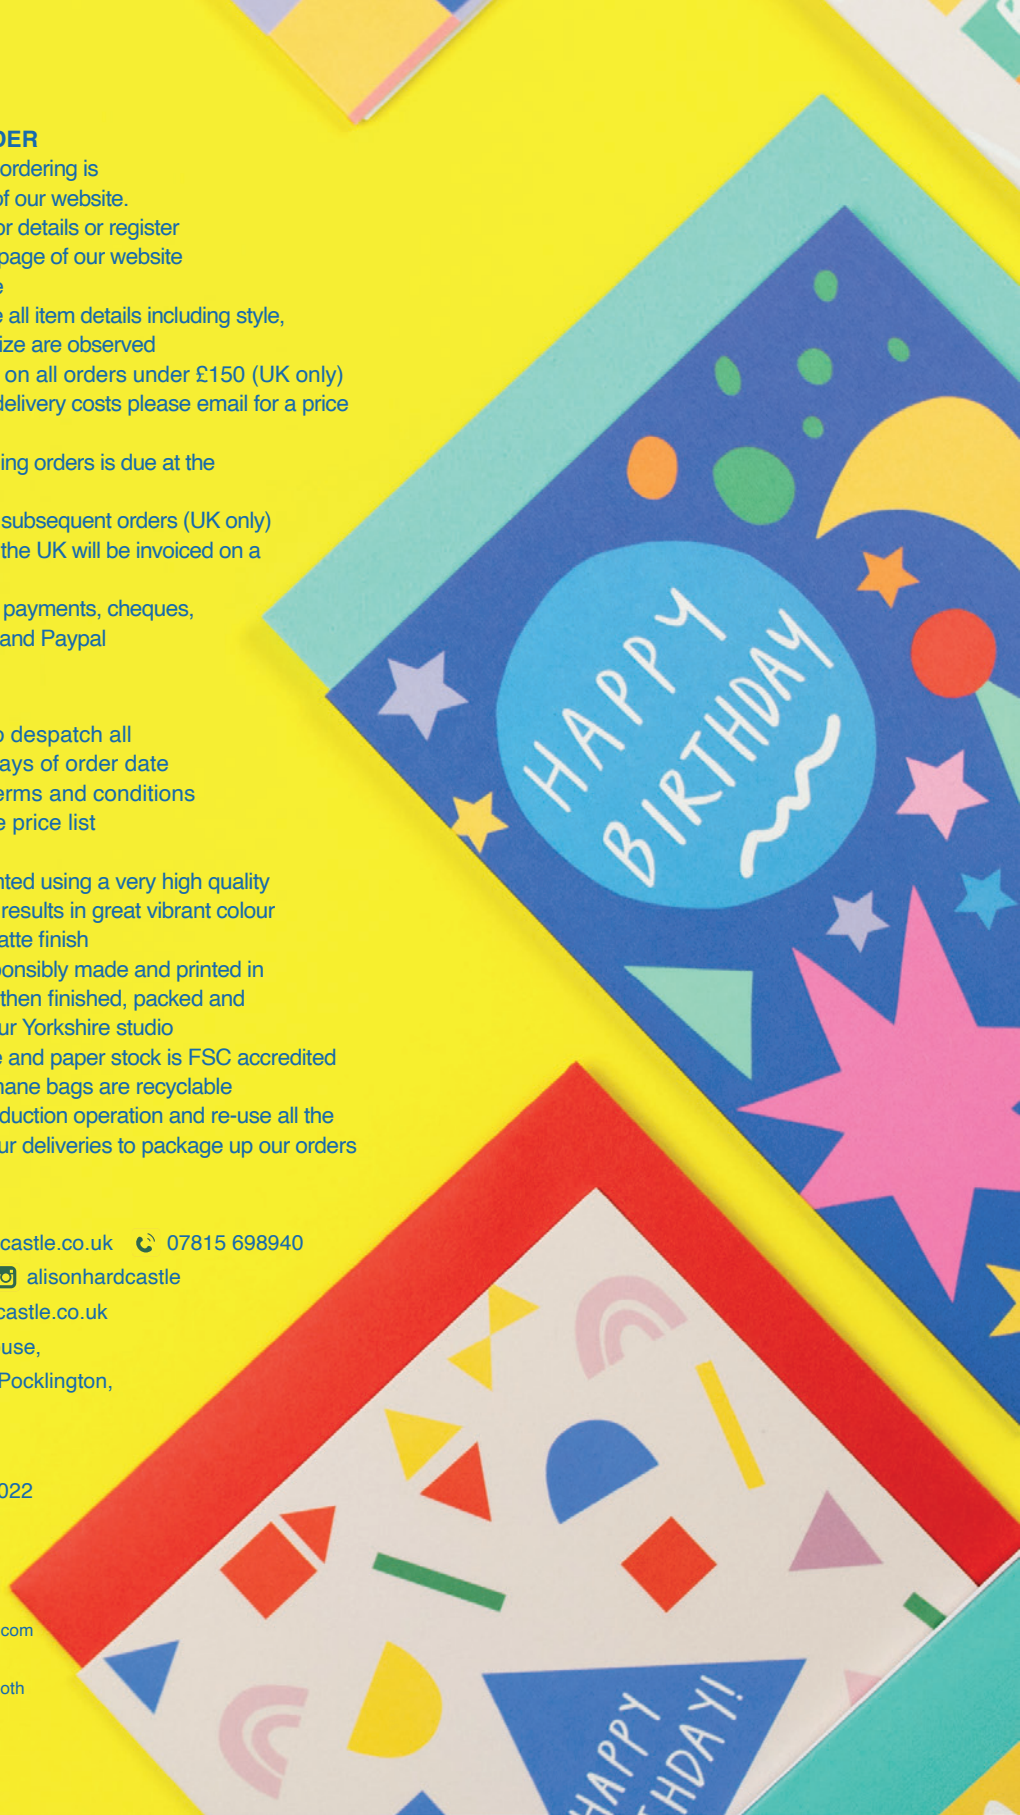 DER
ordering is
of our website.
or details or register
page of our website
e
e all item details including style,
ize are observed
on all orders under £150 (UK only)
delivery costs please email for a price
ing orders is due at the
subsequent orders (UK only)
the UK will be invoiced on a
payments, cheques,
and Paypal
o despatch all
ays of order date
erms and conditions
e price list
nted using a very high quality
results in great vibrant colour
atte finish
ponsibly made and printed in
then finished, packed and
ur Yorkshire studio
e and paper stock is FSC accredited
hane bags are recyclable
duction operation and re-use all the
ur deliveries to package up our orders
castle.co.uk 07815 698940
alisonhardcastle
castle.co.uk
use,
Pocklington,
022
.com
oth
HAPPY
BIRTHDAY
HAPPY
THDAY!